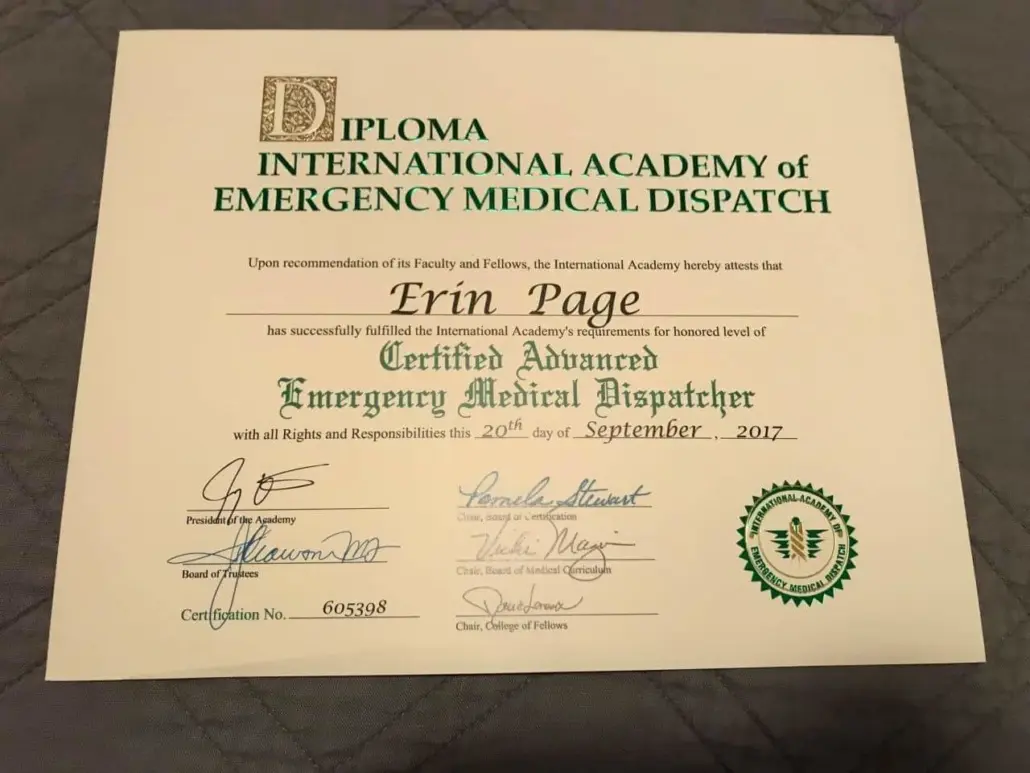 DIPLOMA
INTERNATIONAL ACADEMY of
EMERGENCY MEDICAL DISPATCH
Upon recommendation of its Faculty and Fellows, the International Academy hereby attests that
Erin Page
has successfully fulfilled the International Academy's requirements for honored level of
Certified Advanced
Emergency Medical Dispatcher
with all Rights and Responsibilities this 20th day of September, 2017
President of the Academy
Board of Trustees
Certification No. 605398
Pamela Stewart
Chair, Board of Certification
Chair, Board of Medical Curriculum
Chair, College of Fellows
INTERNATIONAL ACADEMY OF
EMERGENCY MEDICAL DISPATCH